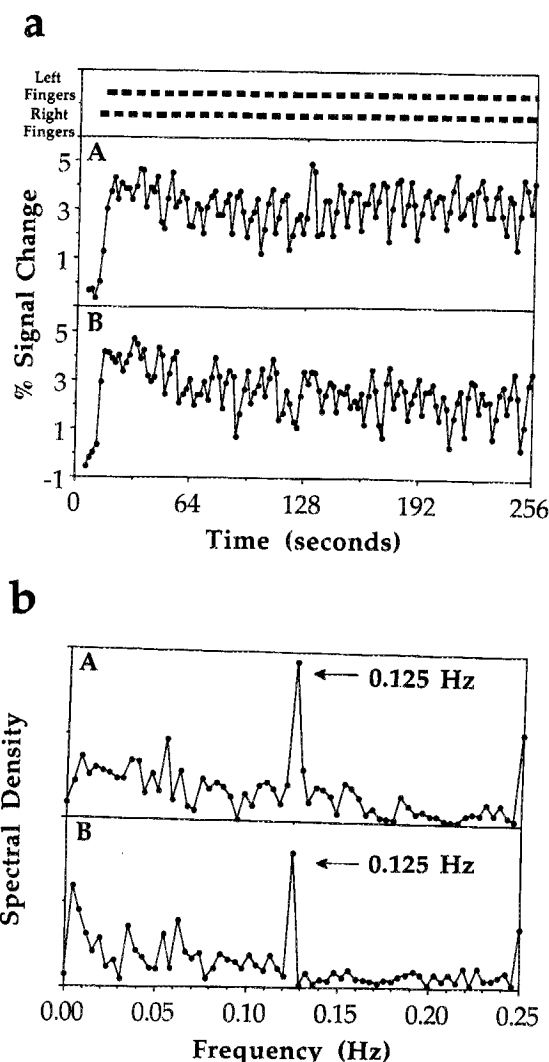 a
Left
Fingers
Right
Fingers
A
5
3
1
B
5
3
1
-1
% Signal Change
0 64 128 192 256
Time (seconds)
b
A
0.125 Hz
B
0.125 Hz
Spectral Density
0.00 0.05 0.10 0.15 0.20 0.25
Frequency (Hz)